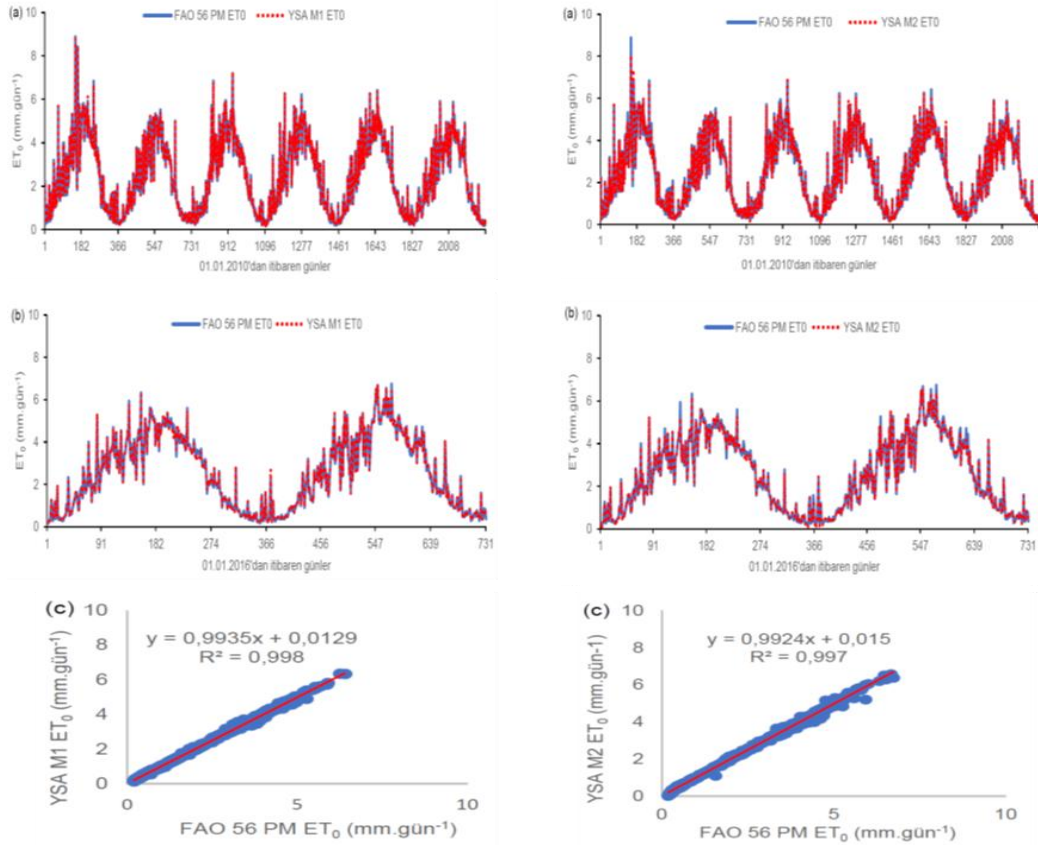 (a)
FAO 56 PM ET0 YSA M1 ET0
ET₀ (mm.gün⁻¹)
10
8
6
4
2
0
1 182 366 547 731 912 1096 1277 1461 1643 1827 2008
01.01.2010'dan itibaren günler
(a)
FAO 56 PM ET0 YSA M2 ET0
ET₀ (mm.gün⁻¹)
10
8
6
4
2
0
1 182 366 547 731 912 1096 1277 1461 1643 1827 2008
01.01.2010'dan itibaren günler
(b)
FAO 56 PM ET0 YSA M1 ET0
ET₀ (mm.gün⁻¹)
10
8
6
4
2
0
1 91 182 274 366 456 547 639 731
01.01.2016'dan itibaren günler
(b)
FAO 56 PM ET0 YSA M2 ET0
ET₀ (mm.gün⁻¹)
10
8
6
4
2
0
1 91 182 274 366 456 547 639 731
01.01.2016'dan itibaren günler
(c)
y = 0,9935x + 0,0129
R² = 0,998
YSA M1 ET₀ (mm.gün⁻¹)
10
8
6
4
2
0
0 5 10
FAO 56 PM ET₀ (mm.gün⁻¹)
(c)
y = 0,9924x + 0,015
R² = 0,997
YSA M2 ET₀ (mm.gün-1)
10
8
6
4
2
0
0 5 10
FAO 56 PM ET₀ (mm.gün⁻¹)